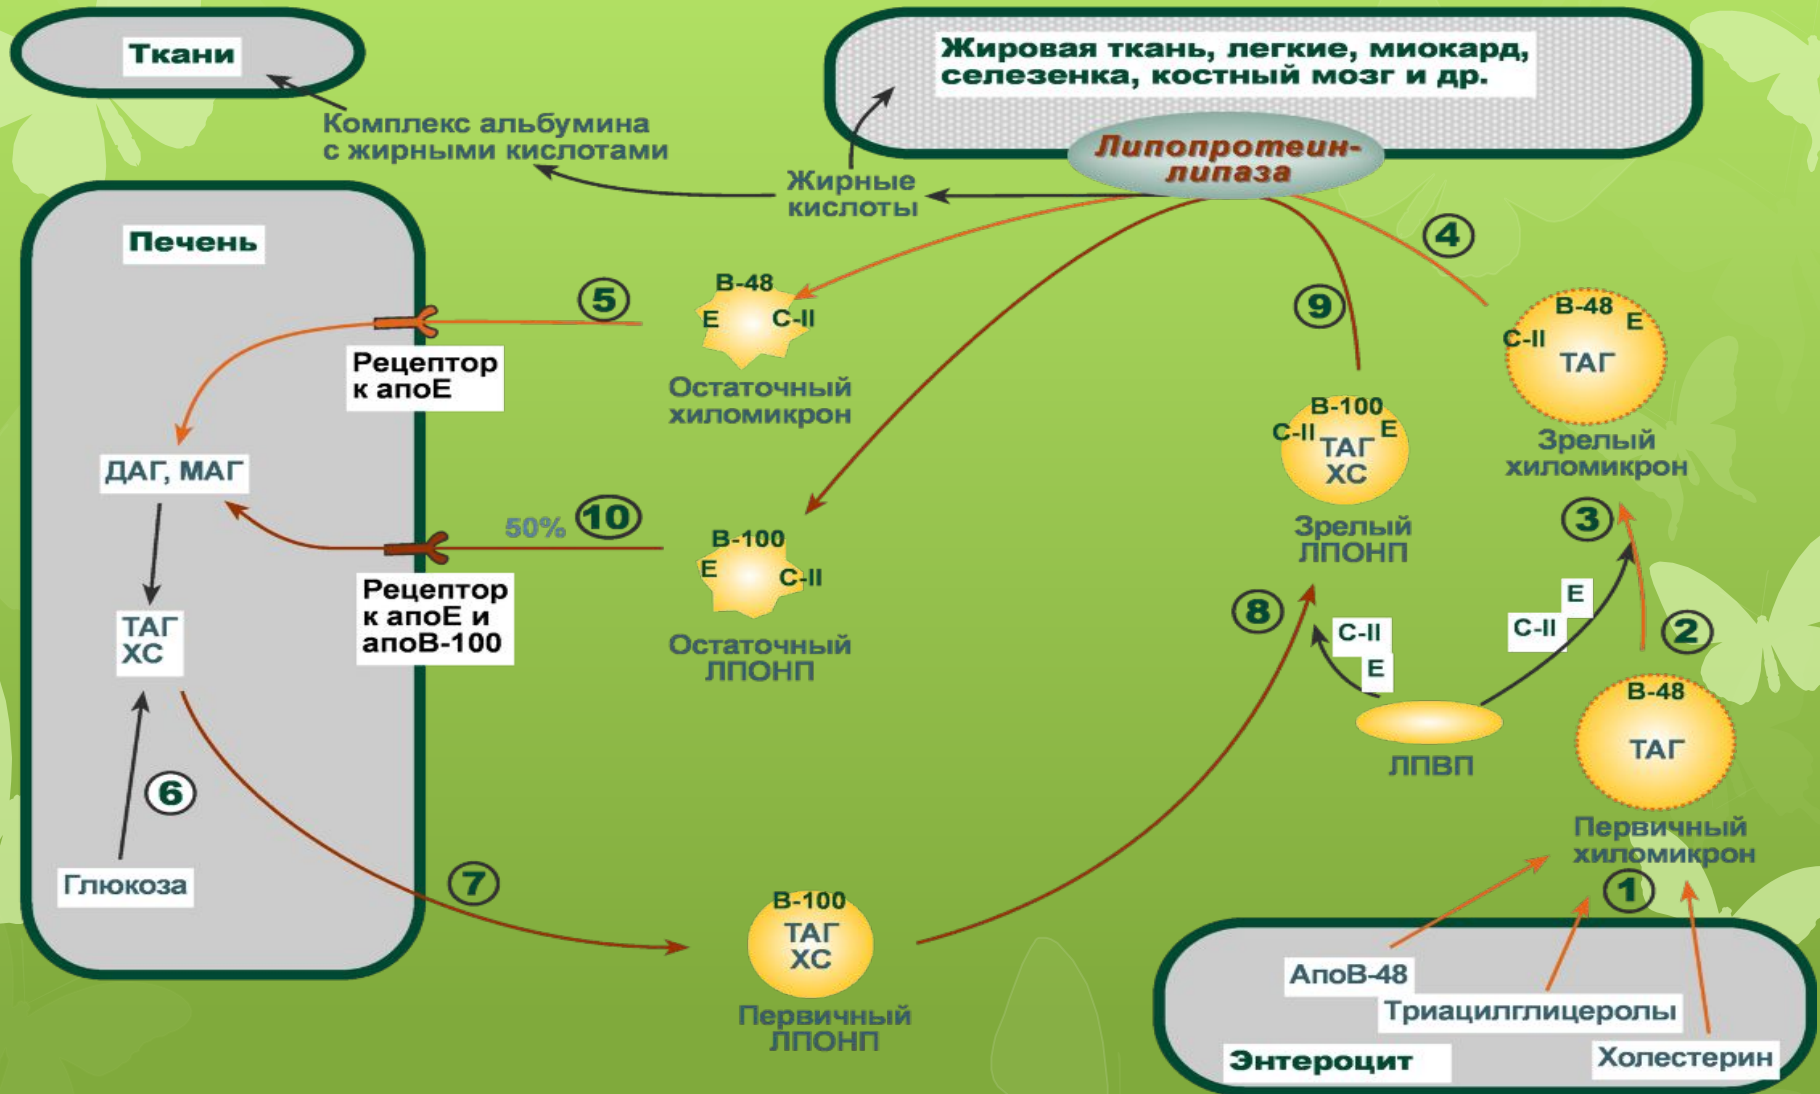 Ткани
Жировая ткань, легкие, миокард,
селезенка, костный мозг и др.
Комплекс альбумина
с жирными кислотами
Липопротеин-
липаза
Жирные
кислоты
Печень
4
B-48
E
C-II
5
Остаточный
хиломикрон
Рецептор
к апоЕ
9
B-48
E
C-II
ТАГ
Зрелый
хиломикрон
B-100
C-II
E
ТАГ
ХС
Зрелый
ЛПОНП
ДАГ, МАГ
50%
10
B-100
E
C-II
Остаточный
ЛПОНП
Рецептор
к апоЕ и
апоВ-100
3
E
C-II
8
C-II
E
2
ТАГ
ХС
B-48
ТАГ
Первичный
хиломикрон
ЛПВП
6
Глюкоза
7
B-100
ТАГ
ХС
Первичный
ЛПОНП
1
АпоВ-48
Триацилглицеролы
Холестерин
Энтероцит